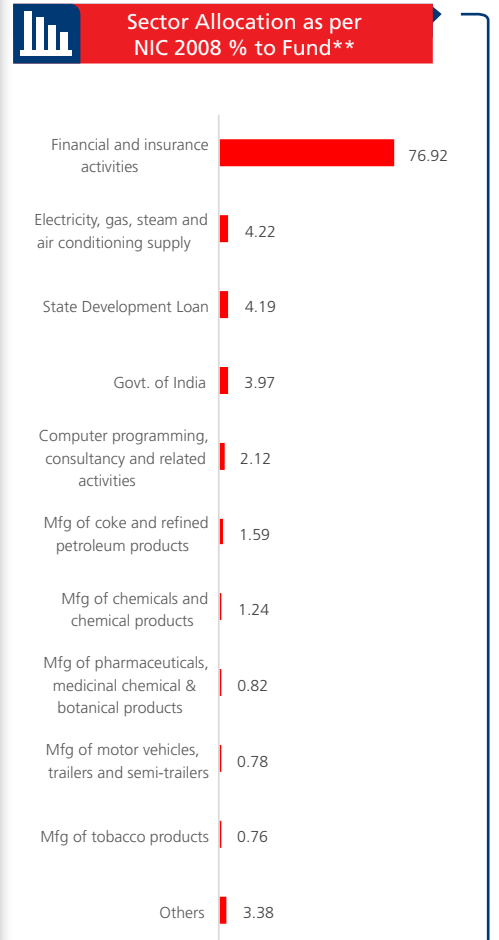 Sector Allocation as per
NIC 2008 % to Fund**
Financial and insurance
activities
76.92
Electricity, gas, steam and
air conditioning supply
4.22
State Development Loan
4.19
Govt. of India
3.97
Computer programming,
consultancy and related
activities
2.12
Mfg of coke and refined
petroleum products
1.59
Mfg of chemicals and
chemical products
1.24
Mfg of pharmaceuticals,
medicinal chemical &
botanical products
0.82
Mfg of motor vehicles,
trailers and semi-trailers
0.78
Mfg of tobacco products
0.76
Others
3.38